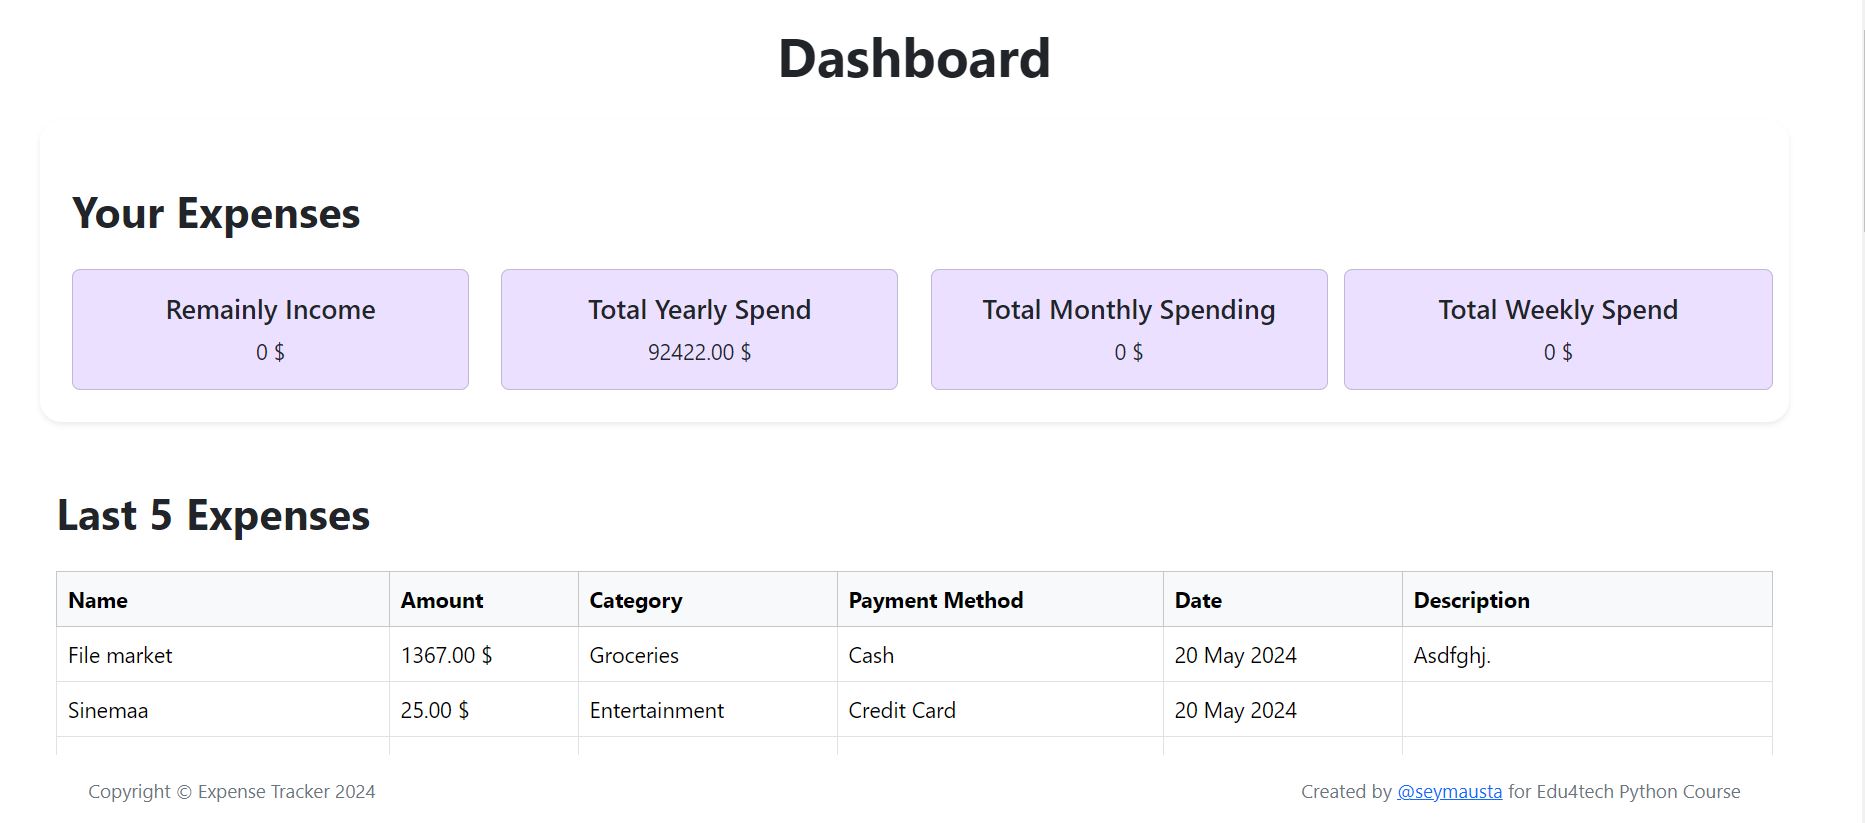 Dashboard
Your Expenses
Remainly Income Total Yearly Spend Total Monthly Spending Total Weekly Spend
0 $ 92422.00 $ 0 $ 0 $
Last 5 Expenses
Name Amount Category Payment Method Date Description
File market 1367.00 $ Groceries Cash 20 May 2024 Asdfghj.
Sinemaa 25.00 $ Entertainment Credit Card 20 May 2024
Copyright © Expense Tracker 2024 Created by @seymausta for Edu4tech Python Course